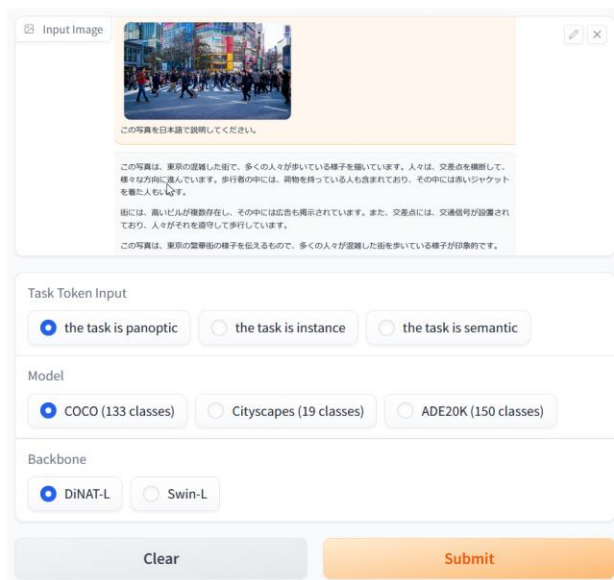 Input Image
この写真を日本語で説明してください。
この写真は、東京の混雑した街で、多くの人々が歩いている様子を描いています。人々は、交差点を横断して、
様々な方向に進んでいます。歩行者の中には、荷物を持っている人も含まれており、その中には赤いジャケット
を着た人もいます。
街には、高いビルが複数存在し、その中には広告も掲示されています。また、交差点には、交通信号が設置され
ており、人々がそれを遵守して歩行しています。
この写真は、東京の繁華街の様子を伝えるもので、多くの人々が混雑した街を歩いている様子が印象的です。
Task Token Input
the task is panoptic the task is instance the task is semantic
Model
COCO (133 classes) Cityscapes (19 classes) ADE20K (150 classes)
Backbone
DiNAT-L Swin-L
Clear Submit